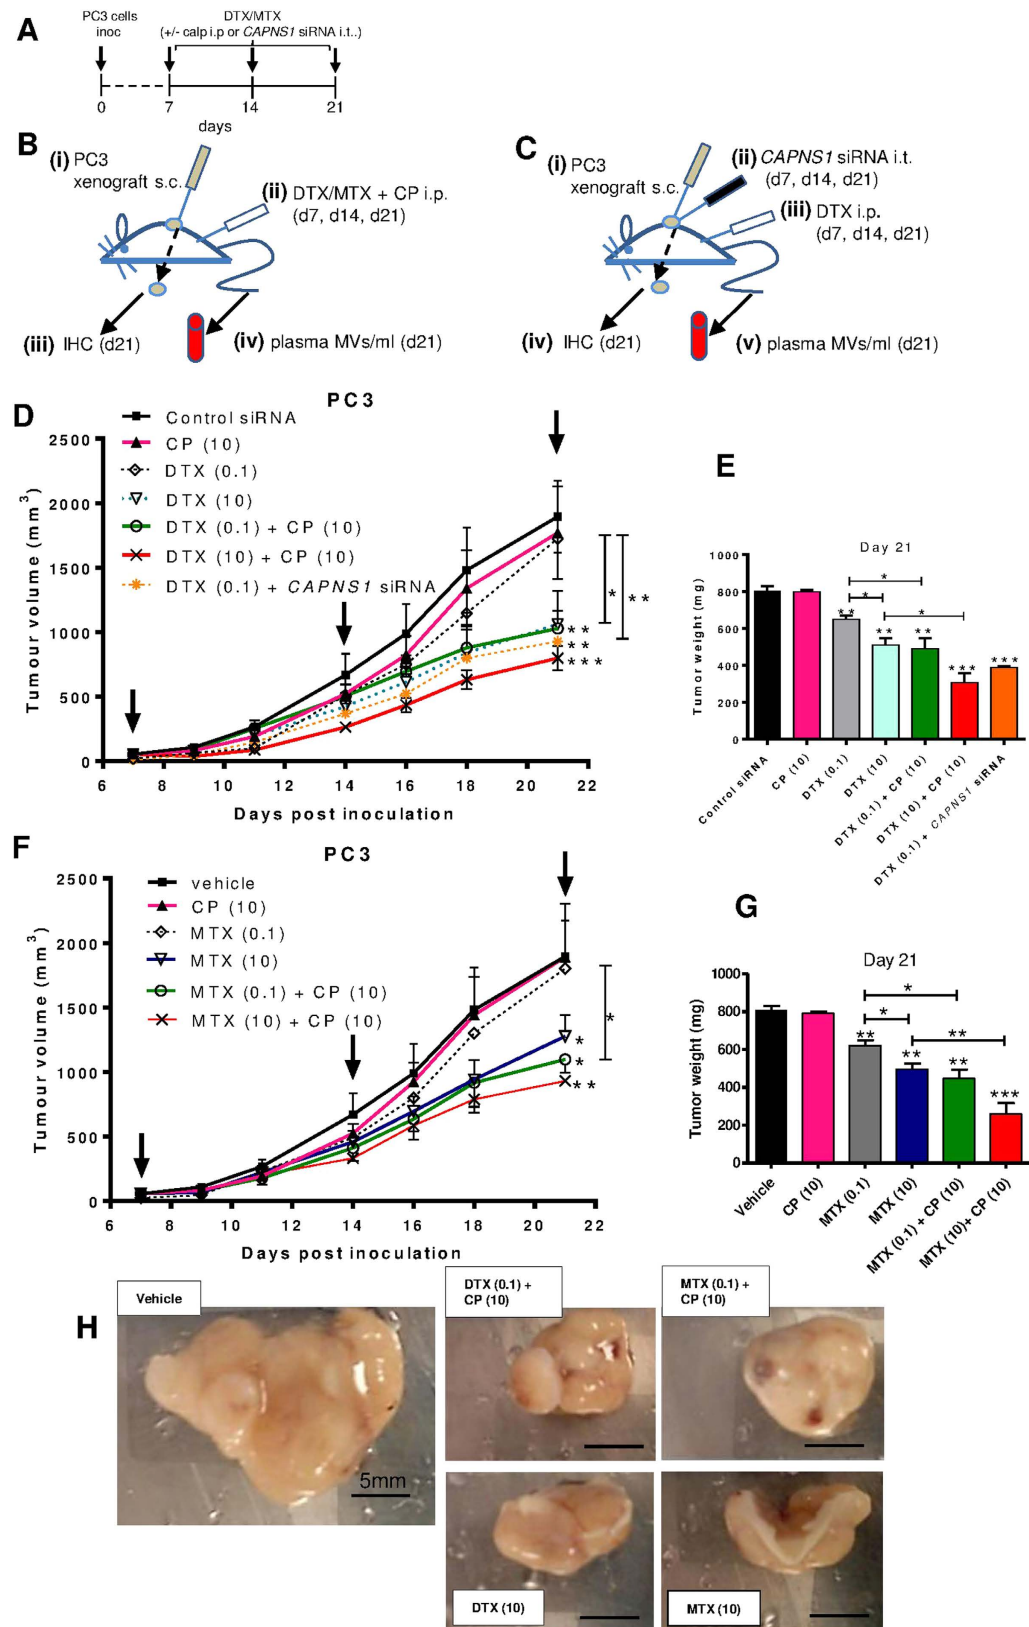 A
PC3 cells
inoc
DTX/MTX
(+/- calp i.p or CAPNS1 siRNA i.t..)
0
7
14
21
days
B
(i) PC3
xenograft s.c.
(ii) DTX/MTX + CP i.p.
(d7, d14, d21)
(iii) IHC (d21)
(iv) plasma MVs/ml (d21)
C
(i) PC3
xenograft s.c.
(ii) CAPNS1 siRNA i.t.
(d7, d14, d21)
(iii) DTX i.p.
(d7, d14, d21)
(iv) IHC (d21)
(v) plasma MVs/ml (d21)
D
PC3
Control siRNA
CP (10)
DTX (0.1)
DTX (10)
DTX (0.1) + CP (10)
DTX (10) + CP (10)
DTX (0.1) + CAPNS1 siRNA
Tumour volume (mm³)
2500
2000
1500
1000
500
0
6 8 10 12 14 16 18 20 22
Days post inoculation
*
**
**
**
***
E
Day 21
Tumor weight (mg)
800
600
400
200
0
*
*
*
**
**
**
***
***
Control siRNA
CP (10)
DTX (0.1)
DTX (10)
DTX (0.1) + CP (10)
DTX (10) + CP (10)
DTX (0.1) + CAPNS1 siRNA
F
PC3
vehicle
CP (10)
MTX (0.1)
MTX (10)
MTX (0.1) + CP (10)
MTX (10) + CP (10)
Tumour volume (mm³)
2500
2000
1500
1000
500
0
6 8 10 12 14 16 18 20 22
Days post inoculation
*
*
*
**
G
Day 21
Tumor weight (mg)
1000
800
600
400
200
0
*
*
**
**
**
**
***
Vehicle
CP (10)
MTX (0.1)
MTX (10)
MTX (0.1) + CP (10)
MTX (10)+ CP (10)
H
Vehicle
5mm
DTX (0.1) +
CP (10)
MTX (0.1) +
CP (10)
DTX (10)
MTX (10)